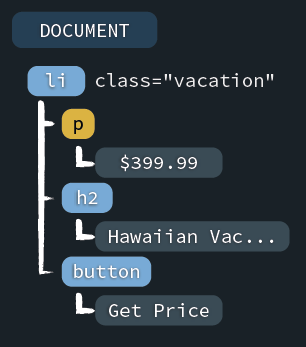 DOCUMENT
li class="vacation"
p
$399.99
h2
Hawaiian Vac...
button
Get Price